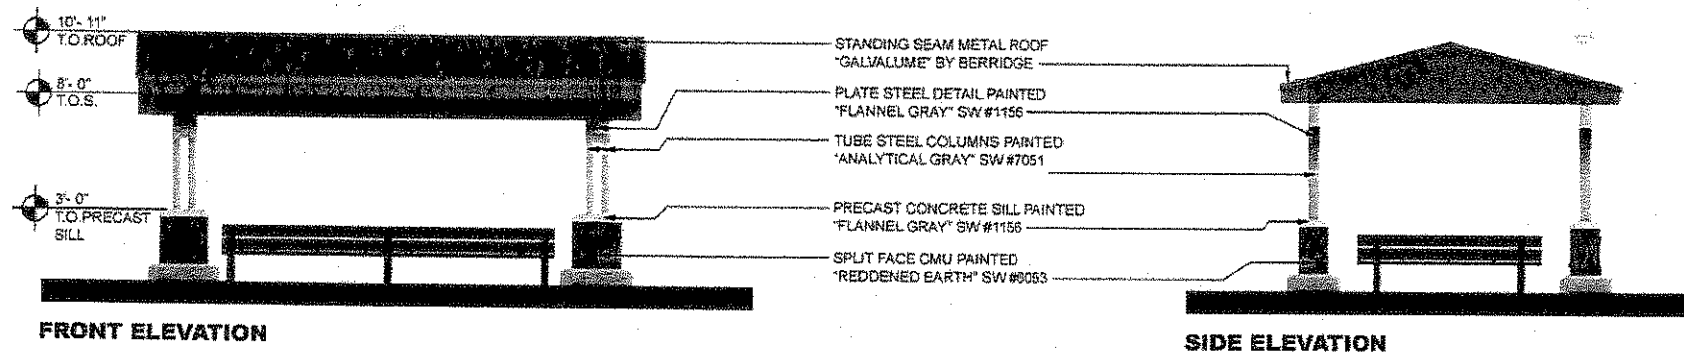 10'- 11"
T.O.ROOF
8'- 0"
T.O.S.
3'- 0"
T.O.PRECAST
SILL
STANDING SEAM METAL ROOF
"GALVALUME" BY BERRIDGE
PLATE STEEL DETAIL PAINTED
"FLANNEL GRAY" SW #1156
TUBE STEEL COLUMNS PAINTED
"ANALYTICAL GRAY" SW #7051
PRECAST CONCRETE SILL PAINTED
"FLANNEL GRAY" SW #1156
SPLIT FACE CMU PAINTED
"REDDENED EARTH" SW #6053
FRONT ELEVATION
SIDE ELEVATION